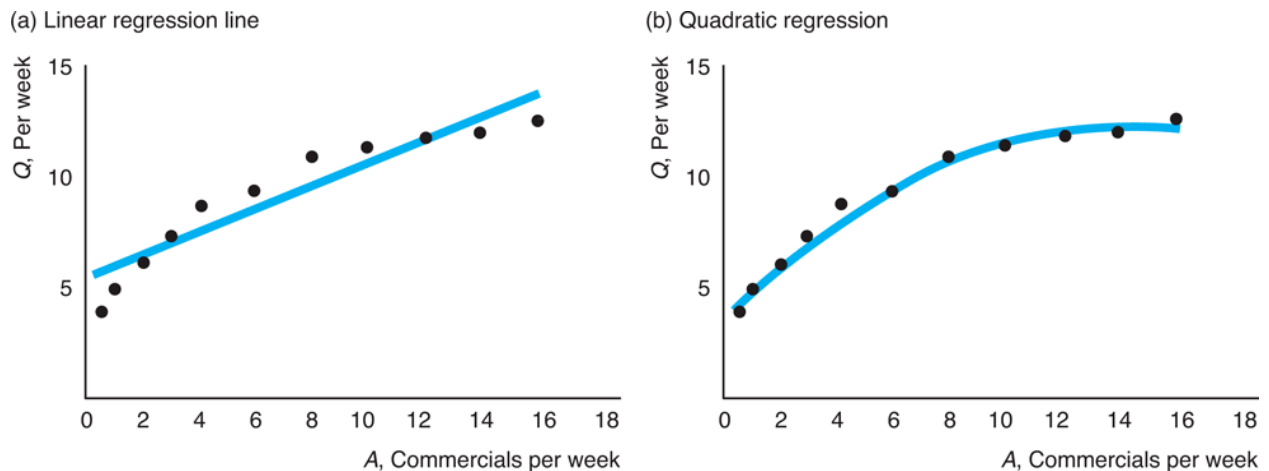 (a) Linear regression line
Q, Per week
15
10
5
0 2 4 6 8 10 12 14 16 18
A, Commercials per week
(b) Quadratic regression
Q, Per week
15
10
5
0 2 4 6 8 10 12 14 16 18
A, Commercials per week